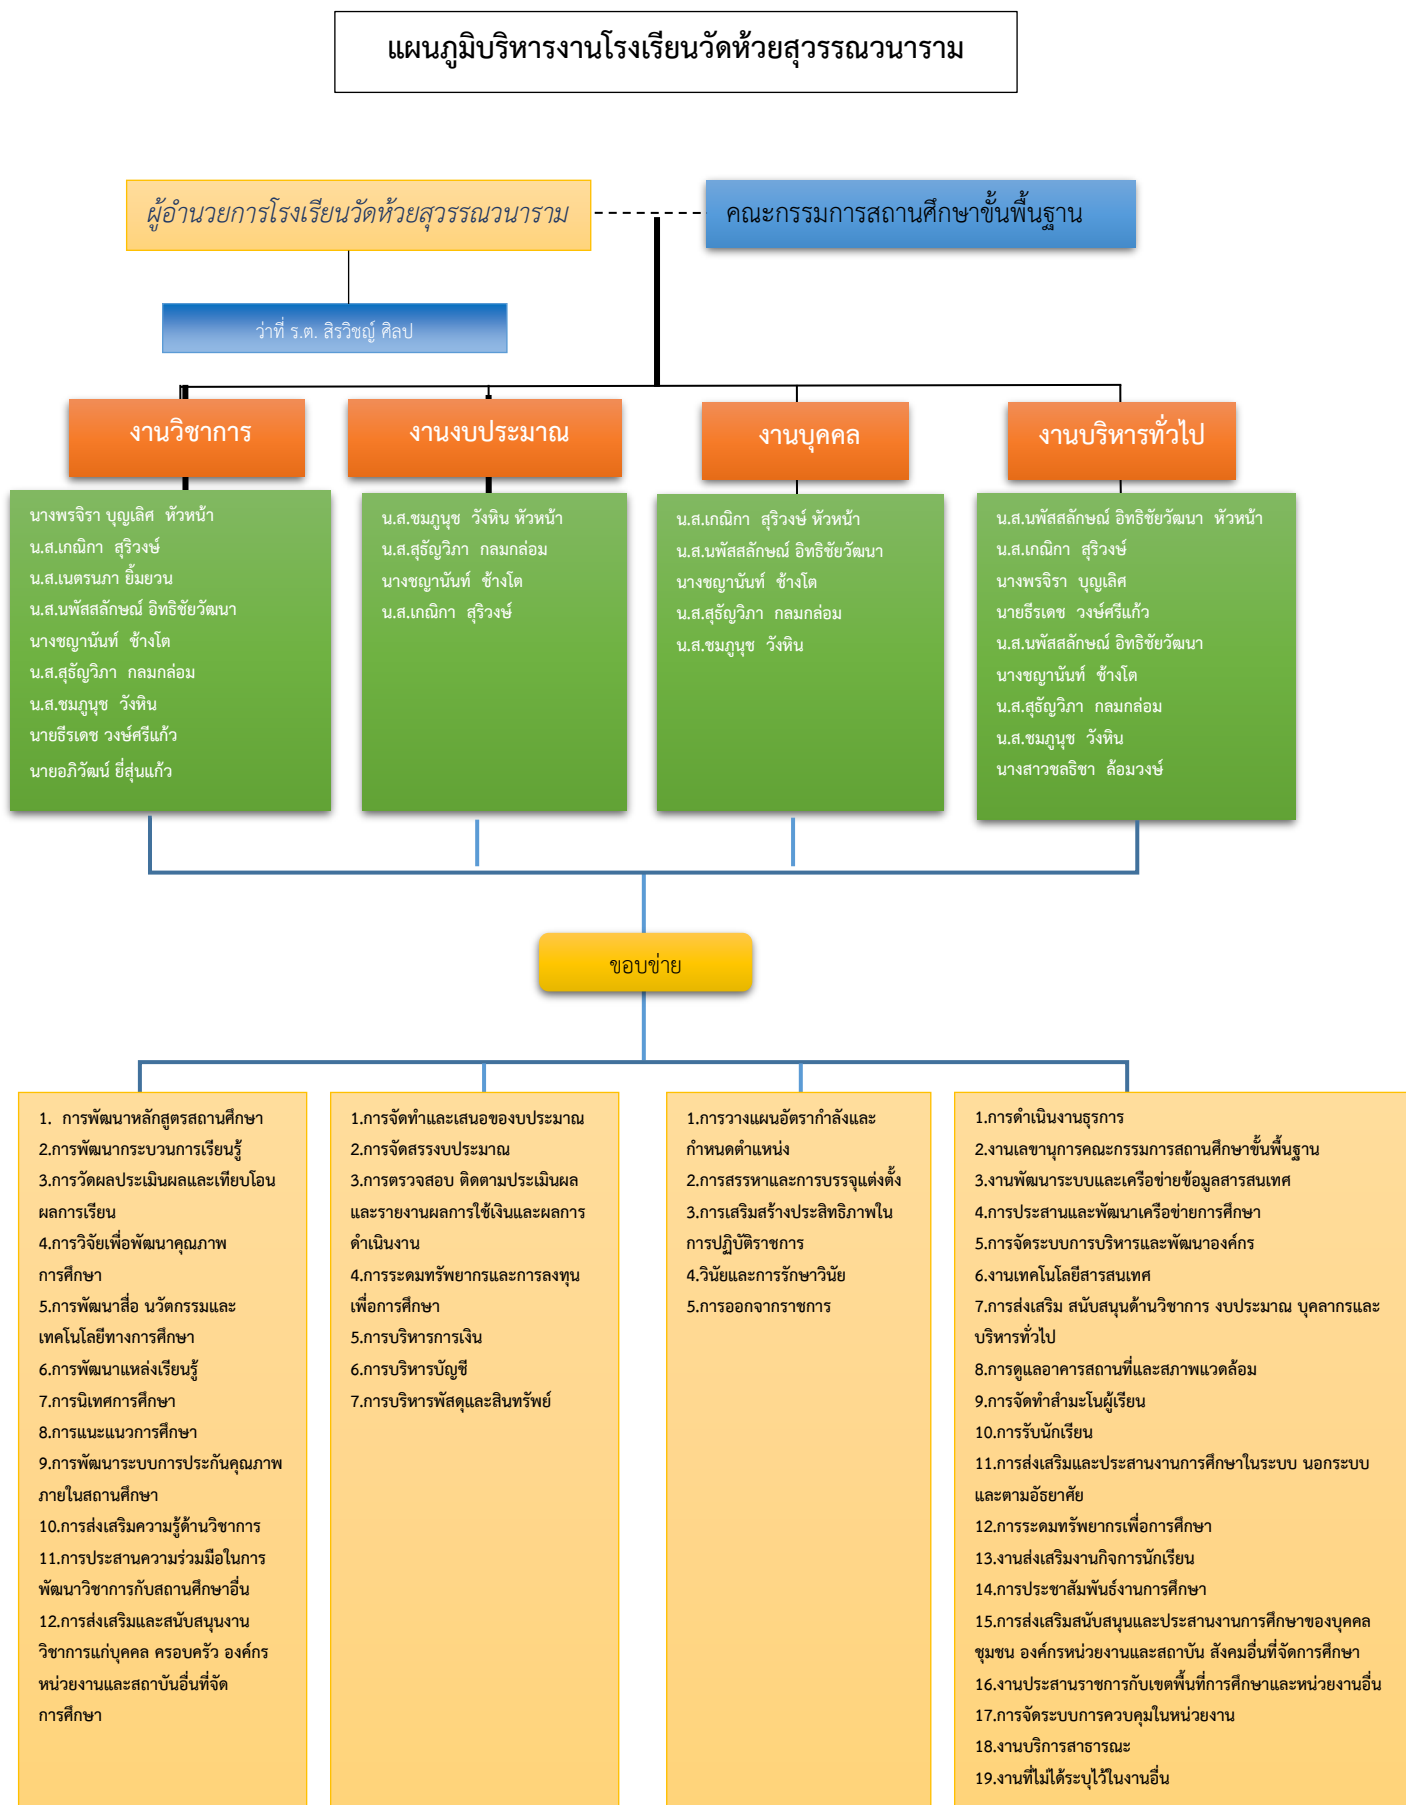 แผนภูมิบริหารงานโรงเรียนวัดห้วยสุวรรณวนาราม
ผู้อำนวยการโรงเรียนวัดห้วยสุวรรณวนาราม
คณะกรรมการสถานศึกษาขั้นพื้นฐาน
ว่าที่ ร.ต. สิรวิชญ์ ศิลป
งานวิชาการ
งานงบประมาณ
งานบุคคล
งานบริหารทั่วไป
นางพรจิรา บุญเลิศ หัวหน้า
น.ส.เกณิกา สุริวงษ์
น.ส.เนตรนภา ยิ้มยวน
น.ส.นพัสสลักษณ์ อิทธิชัยวัฒนา
นางชญานันท์ ช้างโต
น.ส.สุธัญวิภา กลมกล่อม
น.ส.ชมภูนุช วังหิน
นายธีรเดช วงษ์ศรีแก้ว
นายอภิวัฒน์ ยี่สุ่นแก้ว
น.ส.ชมภูนุช วังหิน หัวหน้า
น.ส.สุธัญวิภา กลมกล่อม
นางชญานันท์ ช้างโต
น.ส.เกณิกา สุริวงษ์
น.ส.เกณิกา สุริวงษ์ หัวหน้า
น.ส.นพัสสลักษณ์ อิทธิชัยวัฒนา
นางชญานันท์ ช้างโต
น.ส.สุธัญวิภา กลมกล่อม
น.ส.ชมภูนุช วังหิน
น.ส.นพัสสลักษณ์ อิทธิชัยวัฒนา หัวหน้า
น.ส.เกณิกา สุริวงษ์
นางพรจิรา บุญเลิศ
นายธีรเดช วงษ์ศรีแก้ว
น.ส.นพัสสลักษณ์ อิทธิชัยวัฒนา
นางชญานันท์ ช้างโต
น.ส.สุธัญวิภา กลมกล่อม
น.ส.ชมภูนุช วังหิน
นางสาวชลธิชา ล้อมวงษ์
ขอบข่าย
1. การพัฒนาหลักสูตรสถานศึกษา
2.การพัฒนากระบวนการเรียนรู้
3.การวัดผลประเมินผลและเทียบโอน
ผลการเรียน
4.การวิจัยเพื่อพัฒนาคุณภาพ
การศึกษา
5.การพัฒนาสื่อ นวัตกรรมและ
เทคโนโลยีทางการศึกษา
6.การพัฒนาแหล่งเรียนรู้
7.การนิเทศการศึกษา
8.การแนะแนวการศึกษา
9.การพัฒนาระบบการประกันคุณภาพ
ภายในสถานศึกษา
10.การส่งเสริมความรู้ด้านวิชาการ
11.การประสานความร่วมมือในการ
พัฒนาวิชาการกับสถานศึกษาอื่น
12.การส่งเสริมและสนับสนุนงาน
วิชาการแก่บุคคล ครอบครัว องค์กร
หน่วยงานและสถาบันอื่นที่จัด
การศึกษา
1.การจัดทำและเสนอของบประมาณ
2.การจัดสรรงบประมาณ
3.การตรวจสอบ ติดตามประเมินผล
และรายงานผลการใช้เงินและผลการ
ดำเนินงาน
4.การระดมทรัพยากรและการลงทุน
เพื่อการศึกษา
5.การบริหารการเงิน
6.การบริหารบัญชี
7.การบริหารพัสดุและสินทรัพย์
1.การวางแผนอัตรากำลังและ
กำหนดตำแหน่ง
2.การสรรหาและการบรรจุแต่งตั้ง
3.การเสริมสร้างประสิทธิภาพใน
การปฏิบัติราชการ
4.วินัยและการรักษาวินัย
5.การออกจากราชการ
1.การดำเนินงานธุรการ
2.งานเลขานุการคณะกรรมการสถานศึกษาขั้นพื้นฐาน
3.งานพัฒนาระบบและเครือข่ายข้อมูลสารสนเทศ
4.การประสานและพัฒนาเครือข่ายการศึกษา
5.การจัดระบบการบริหารและพัฒนาองค์กร
6.งานเทคโนโลยีสารสนเทศ
7.การส่งเสริม สนับสนุนด้านวิชาการ งบประมาณ บุคลากรและ
บริหารทั่วไป
8.การดูแลอาคารสถานที่และสภาพแวดล้อม
9.การจัดทำสำมะโนผู้เรียน
10.การรับนักเรียน
11.การส่งเสริมและประสานงานการศึกษาในระบบ นอกระบบ
และตามอัธยาศัย
12.การระดมทรัพยากรเพื่อการศึกษา
13.งานส่งเสริมงานกิจการนักเรียน
14.การประชาสัมพันธ์งานการศึกษา
15.การส่งเสริมสนับสนุนและประสานงานการศึกษาของบุคคล
ชุมชน องค์กรหน่วยงานและสถาบัน สังคมอื่นที่จัดการศึกษา
16.งานประสานราชการกับเขตพื้นที่การศึกษาและหน่วยงานอื่น
17.การจัดระบบการควบคุมในหน่วยงาน
18.งานบริการสาธารณะ
19.งานที่ไม่ได้ระบุไว้ในงานอื่น